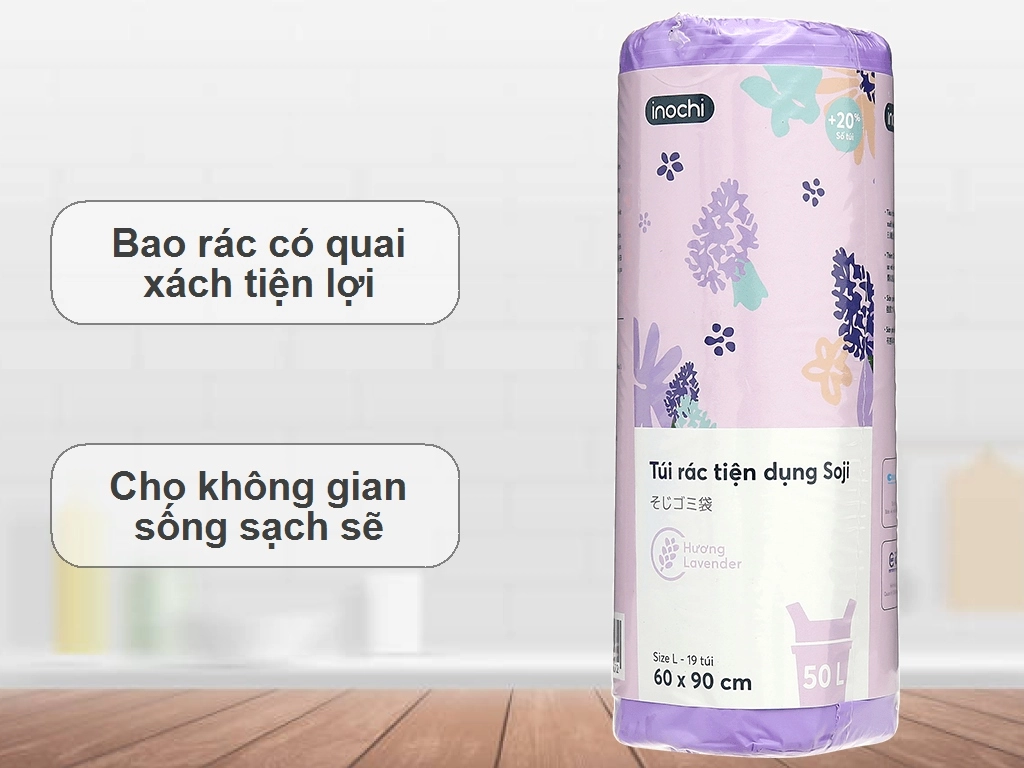 Bao rác có quai
xách tiện lợi
Cho không gian
sống sạch sẽ
inochi
+20%
Số túi
Túi rác tiện dụng Soji
そじゴミ袋
Hương
Lavender
Size L - 19 túi
60 x 90 cm
50 L